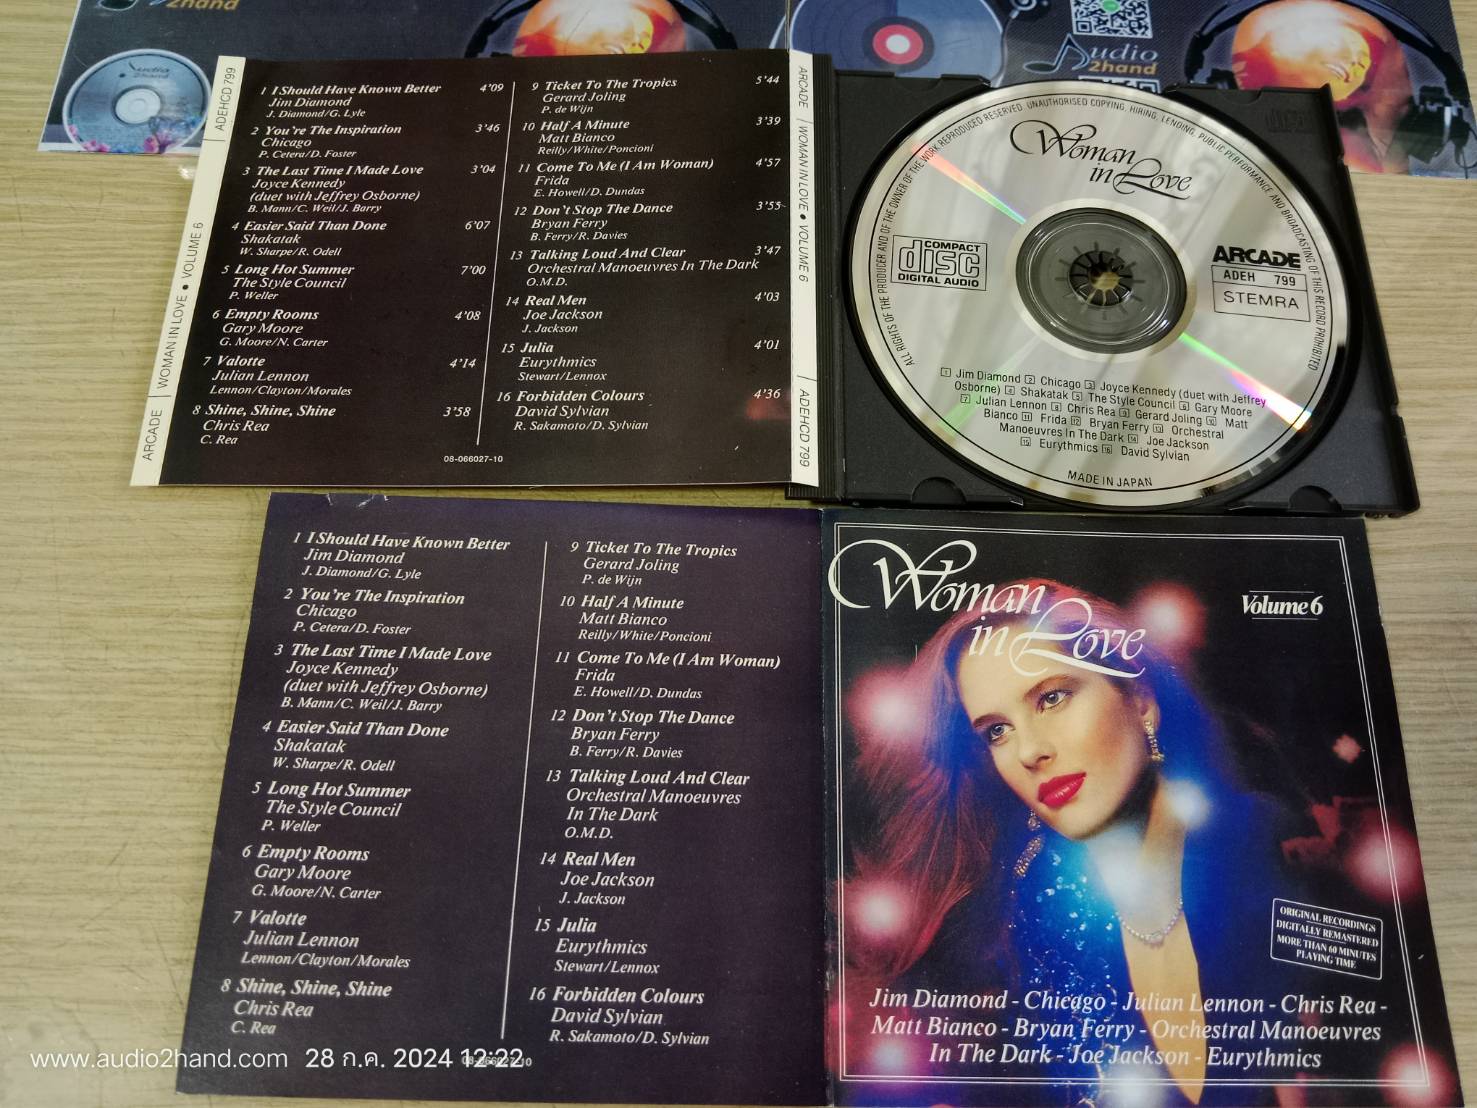 Audio
2hand
Audio
2hand
Audio
2hand
ADEHCD 799
WOMAN IN LOVE • VOLUME 6
ARCADE
1 I Should Have Known Better 4'09
Jim Diamond
J. Diamond/G. Lyle
2 You're The Inspiration 3'46
Chicago
P. Cetera/D. Foster
3 The Last Time I Made Love 3'04
Joyce Kennedy
(duet with Jeffrey Osborne)
B. Mann/C. Weil/J. Barry
4 Easier Said Than Done 6'07
Shakatak
W. Sharpe/R. Odell
5 Long Hot Summer 7'00
The Style Council
P. Weller
6 Empty Rooms 4'08
Gary Moore
G. Moore/N. Carter
7 Valotte 4'14
Julian Lennon
Lennon/Clayton/Morales
8 Shine, Shine, Shine 3'58
Chris Rea
C. Rea
9 Ticket To The Tropics 5'44
Gerard Joling
P. de Wijn
10 Half A Minute 3'39
Matt Bianco
Reilly/White/Poncioni
11 Come To Me (I Am Woman) 4'57
Frida
E. Howell/D. Dundas
12 Don't Stop The Dance 3'55
Bryan Ferry
B. Ferry/R. Davies
13 Talking Loud And Clear 3'47
Orchestral Manoeuvres In The Dark
O.M.D.
14 Real Men 4'03
Joe Jackson
J. Jackson
15 Julia 4'01
Eurythmics
Stewart/Lennox
16 Forbidden Colours 4'36
David Sylvian
R. Sakamoto/D. Sylvian
08-066027-10
ARCADE
WOMAN IN LOVE • VOLUME 6
ADEHCD 799
ALL RIGHTS OF THE PRODUCER AND OF THE OWNER OF THE WORK REPRODUCED RESERVED. UNAUTHORISED COPYING, HIRING, LENDING, PUBLIC PERFORMANCE AND BROADCASTING OF THIS RECORD PROHIBITED
Woman
in Love
COMPACT
disc
DIGITAL AUDIO
ARCADE
ADEH 799
STEMRA
1 Jim Diamond 2 Chicago 3 Joyce Kennedy (duet with Jeffrey
Osborne) 4 Shakatak 5 The Style Council 6 Gary Moore
7 Julian Lennon 8 Chris Rea 9 Gerard Joling 10 Matt
Bianco 11 Frida 12 Bryan Ferry 13 Orchestral
Manoeuvres In The Dark 14 Joe Jackson
15 Eurythmics 16 David Sylvian
MADE IN JAPAN
1 I Should Have Known Better
Jim Diamond
J. Diamond/G. Lyle
2 You're The Inspiration
Chicago
P. Cetera/D. Foster
3 The Last Time I Made Love
Joyce Kennedy
(duet with Jeffrey Osborne)
B. Mann/C. Weil/J. Barry
4 Easier Said Than Done
Shakatak
W. Sharpe/R. Odell
5 Long Hot Summer
The Style Council
P. Weller
6 Empty Rooms
Gary Moore
G. Moore/N. Carter
7 Valotte
Julian Lennon
Lennon/Clayton/Morales
8 Shine, Shine, Shine
Chris Rea
C. Rea
9 Ticket To The Tropics
Gerard Joling
P. de Wijn
10 Half A Minute
Matt Bianco
Reilly/White/Poncioni
11 Come To Me (I Am Woman)
Frida
E. Howell/D. Dundas
12 Don't Stop The Dance
Bryan Ferry
B. Ferry/R. Davies
13 Talking Loud And Clear
Orchestral Manoeuvres
In The Dark
O.M.D.
14 Real Men
Joe Jackson
J. Jackson
15 Julia
Eurythmics
Stewart/Lennox
16 Forbidden Colours
David Sylvian
R. Sakamoto/D. Sylvian
08-066027-10
Woman
in Love
Volume 6
ORIGINAL RECORDINGS
DIGITALLY REMASTERED
MORE THAN 60 MINUTES
PLAYING TIME
Jim Diamond - Chicago - Julian Lennon - Chris Rea -
Matt Bianco - Bryan Ferry - Orchestral Manoeuvres
In The Dark - Joe Jackson - Eurythmics
www.audio2hand.com 28 ก.ค. 2024 12:22